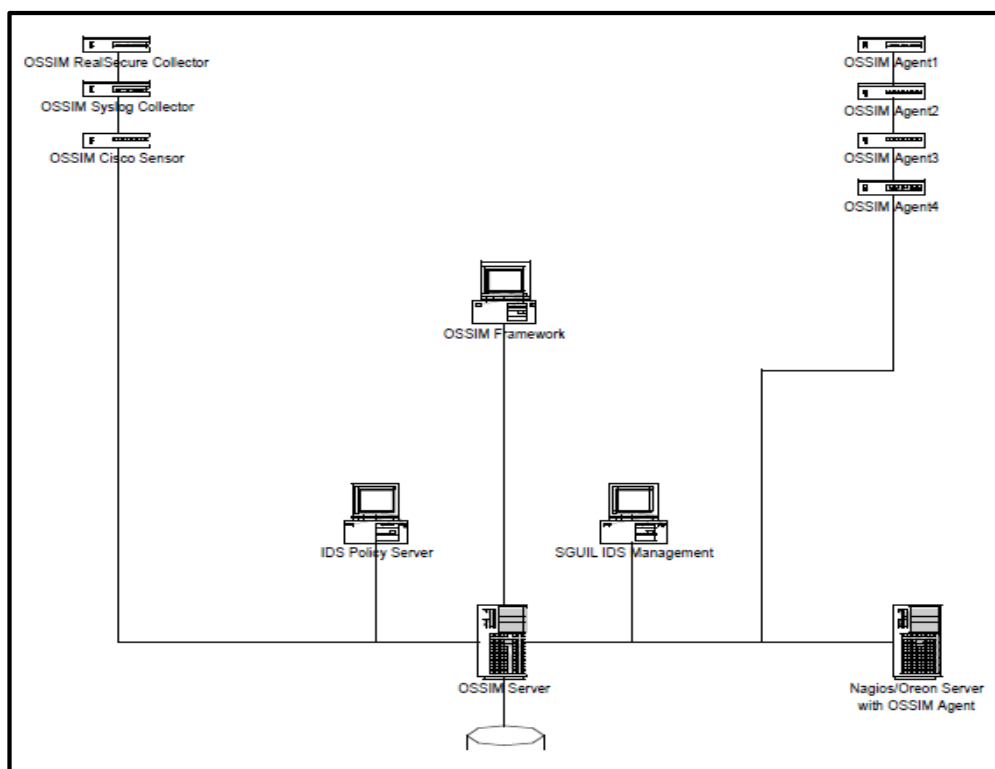 OSSIM RealSecure Collector
OSSIM Syslog Collector
OSSIM Cisco Sensor
OSSIM Agent1
OSSIM Agent2
OSSIM Agent3
OSSIM Agent4
OSSIM Framework
IDS Policy Server
SGUIL IDS Management
OSSIM Server
Nagios/Oreon Server
with OSSIM Agent